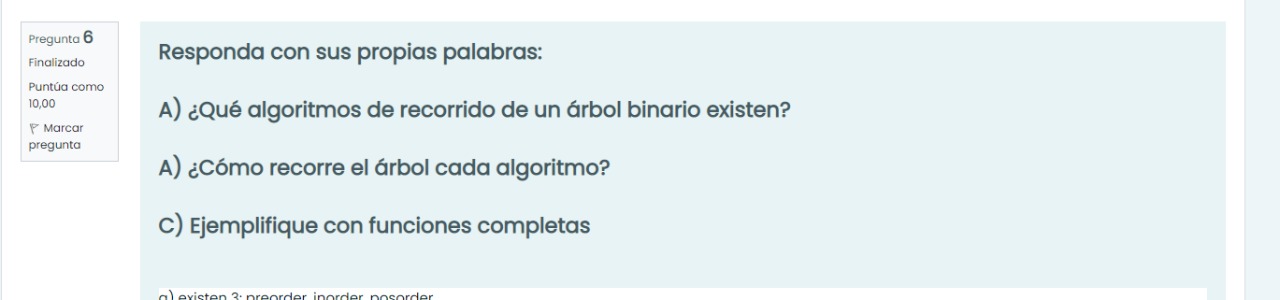 Pregunta 6
Finalizado
Puntúa como
10,00
Marcar
pregunta
Responda con sus propias palabras:
A) ¿Qué algoritmos de recorrido de un árbol binario existen?
A) ¿Cómo recorre el árbol cada algoritmo?
C) Ejemplifique con funciones completas
a) existen 3: preorder, inorder, posorder